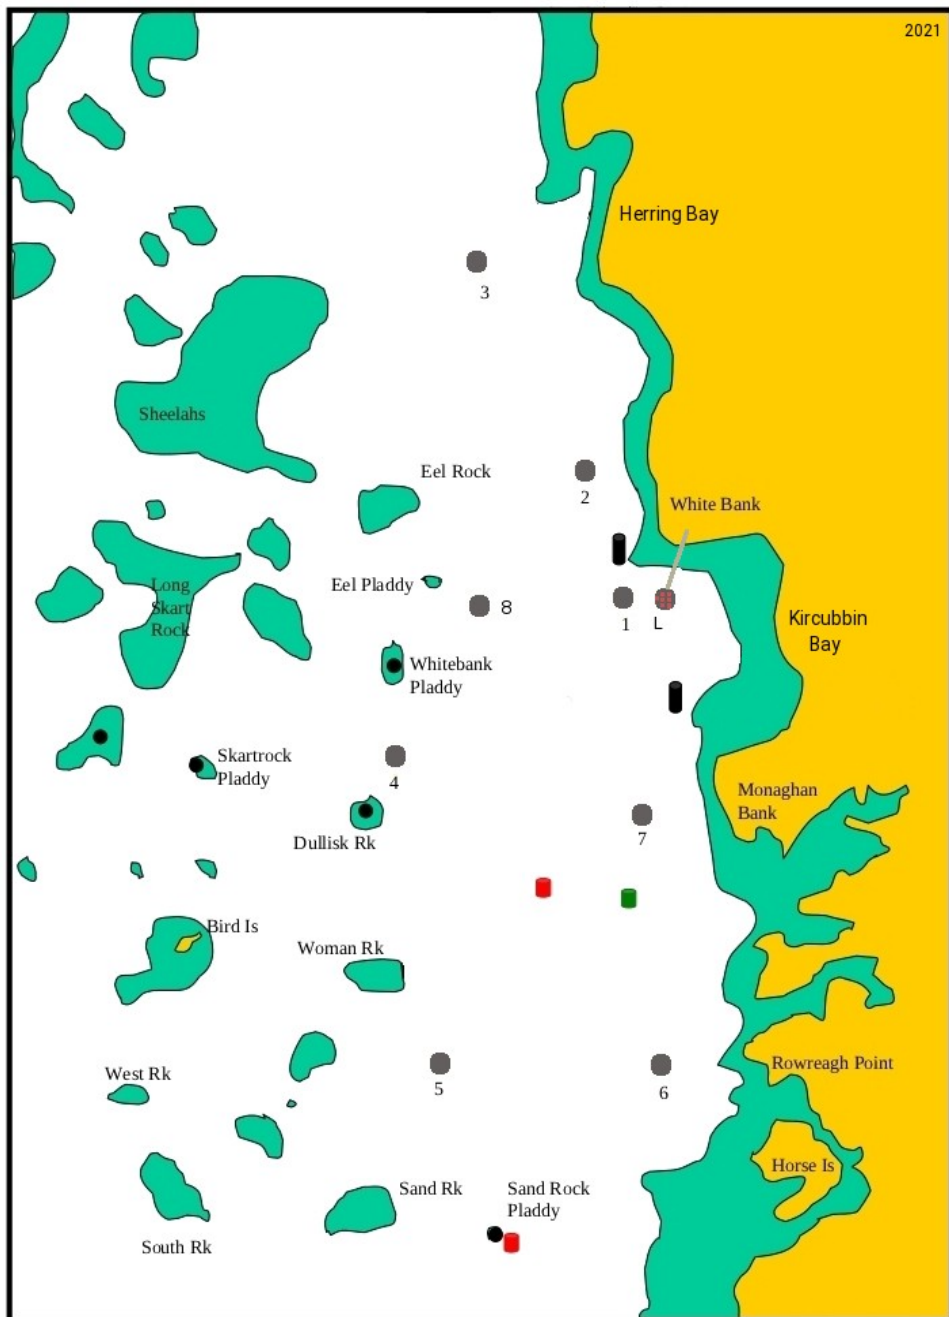 2021
Herring Bay
3
Sheelahs
Eel Rock
2
White Bank
Long
Skart
Rock
Eel Pladdy
8
1
L
Kircubbin
Bay
Whitebank
Pladdy
Skartrock
Pladdy
4
Monaghan
Bank
Dullisk Rk
7
Bird Is
Woman Rk
West Rk
5
6
Rowreagh Point
Horse Is
Sand Rk
Sand Rock
Pladdy
South Rk